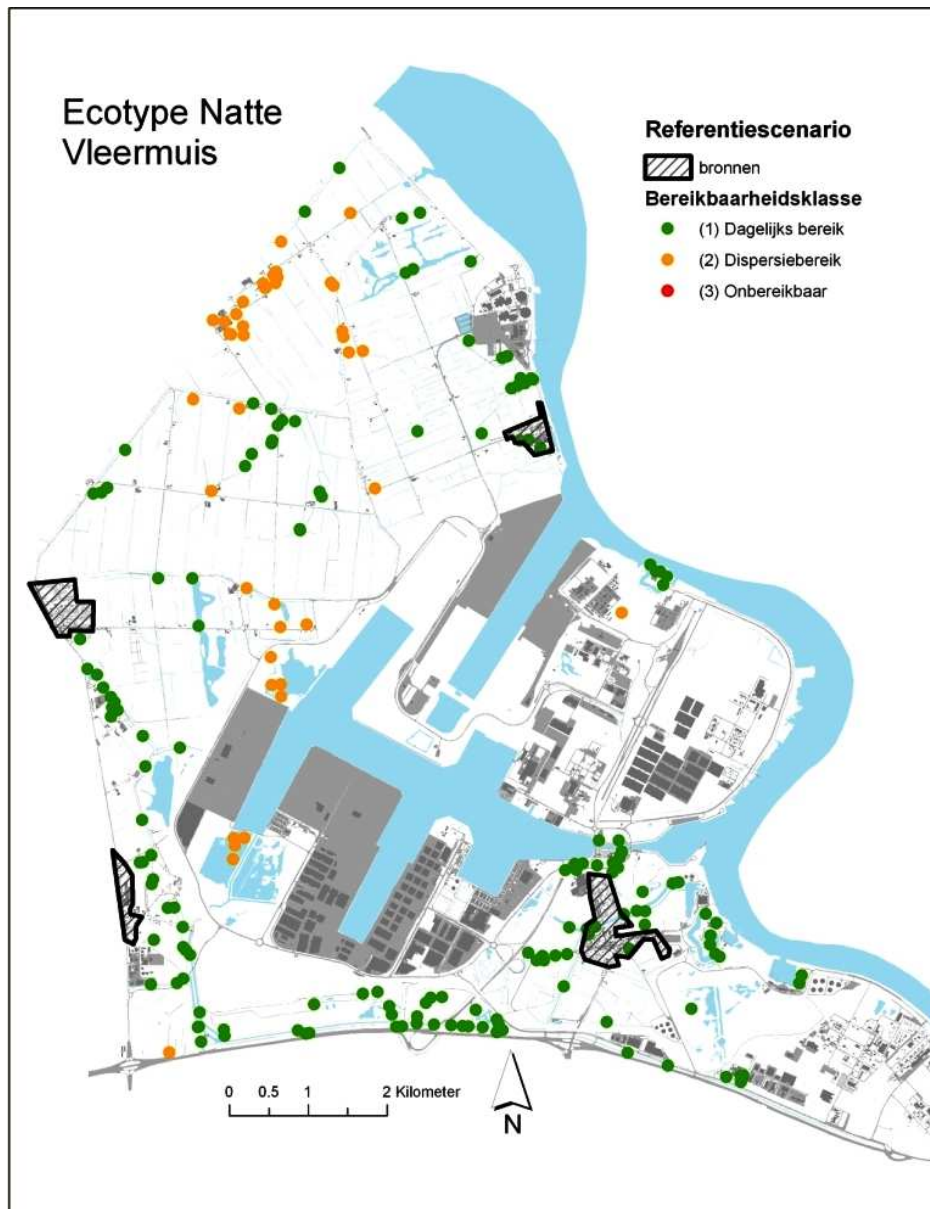 Ecotype Natte
Vleermuis
Referentiescenario
bronnen
Bereikbaarheidsklasse
(1) Dagelijks bereik
(2) Dispersiebereik
(3) Onbereikbaar
0 0.5 1 2 Kilometer
N